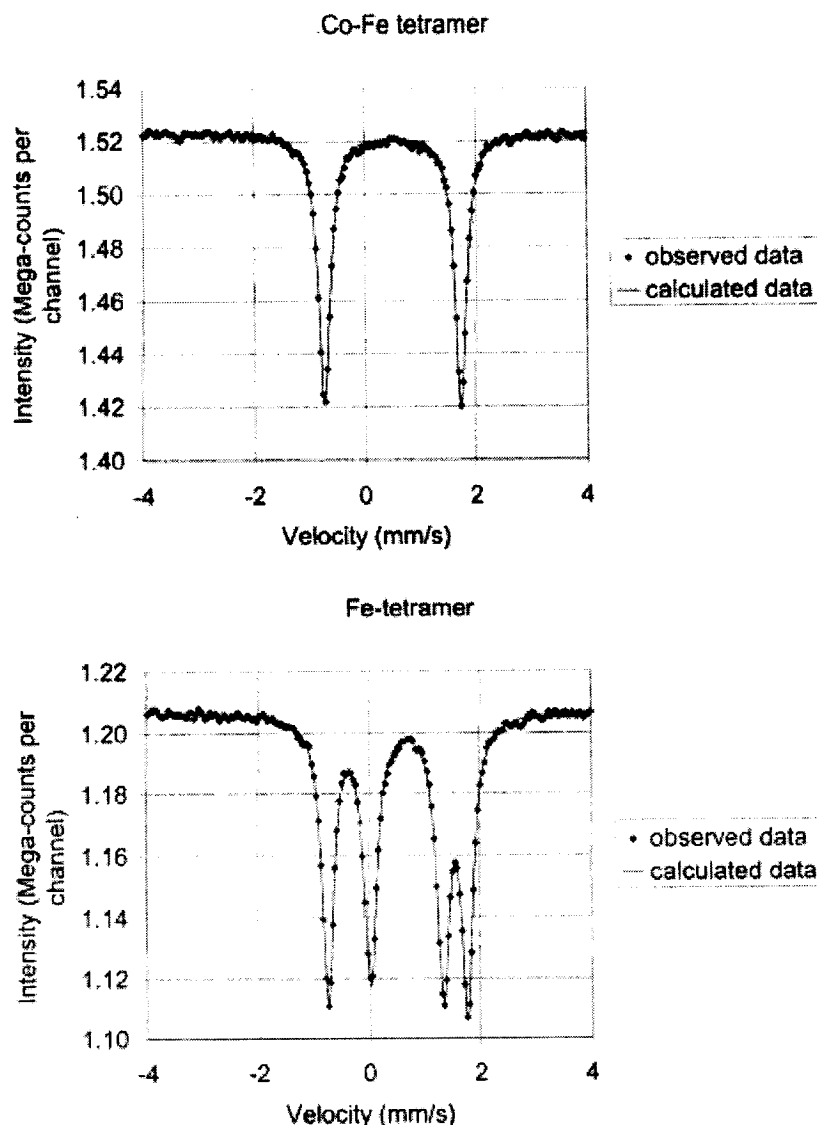 Co-Fe tetramer
1.54
1.52
1.50
1.48
1.46
1.44
1.42
1.40
Intensity (Mega-counts per
channel)
-4 -2 0 2 4
Velocity (mm/s)
observed data
calculated data
Fe-tetramer
1.22
1.20
1.18
1.16
1.14
1.12
1.10
Intensity (Mega-counts per
channel)
-4 -2 0 2 4
Velocity (mm/s)
observed data
calculated data